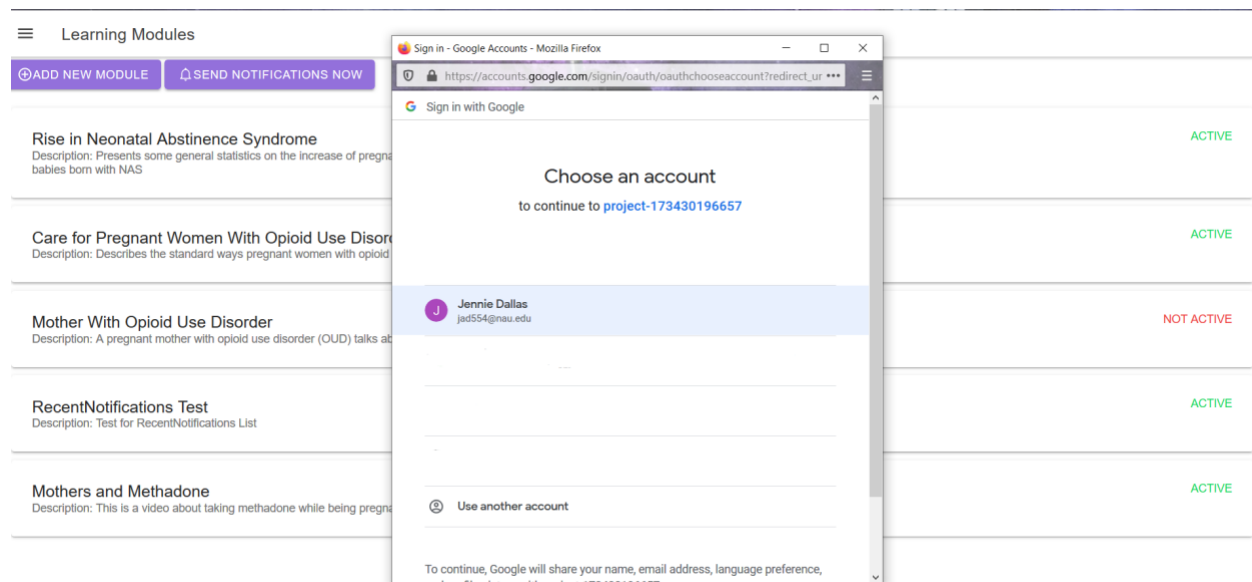 Learning Modules
ADD NEW MODULE
SEND NOTIFICATIONS NOW
Rise in Neonatal Abstinence Syndrome
Description: Presents some general statistics on the increase of
babies born with NAS
ACTIVE
Care for Pregnant Women With Opioid Use
Description: Describes the standard ways pregnant women with opioid
ACTIVE
Mother With Opioid Use Disorder
Description: A pregnant mother with opioid use disorder (OUD) talks
NOT ACTIVE
RecentNotifications Test
Description: Test for RecentNotifications List
ACTIVE
Mothers and Methadone
Description: This is a video about taking methadone while being
ACTIVE
Sign in - Google Accounts - Mozilla Firefox
https://accounts.google.com/signin/oauth/oauthchooseaccount?redirect_ur
G Sign in with Google
Choose an account
to continue to project-173430196657
J
Jennie Dallas
jad554@nau.edu
Use another account
To continue, Google will share your name, email address, language preference,